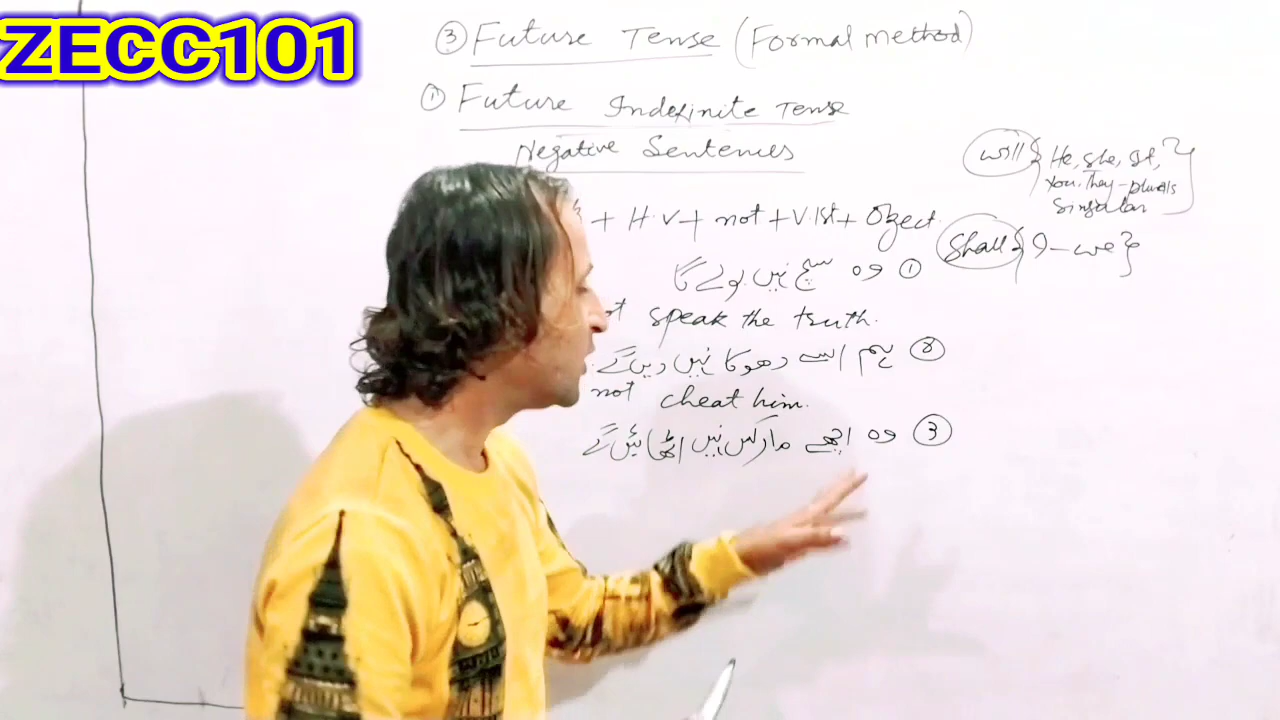 ZECC101
③ Future Tense (Formal method)
① Future Indefinite Tense
Negative Sentences
+ H.V + not + V.1st + Object.
will { He, she, It, }
You, They - plurals
Singular
Shall { I - we }
① وہ سچ نہیں بولے گا
speak the truth.
② ہم اسے دھوکا نہیں دیں گے
not cheat him.
③ وہ اچھے مارکس نہیں اٹھائیں گے